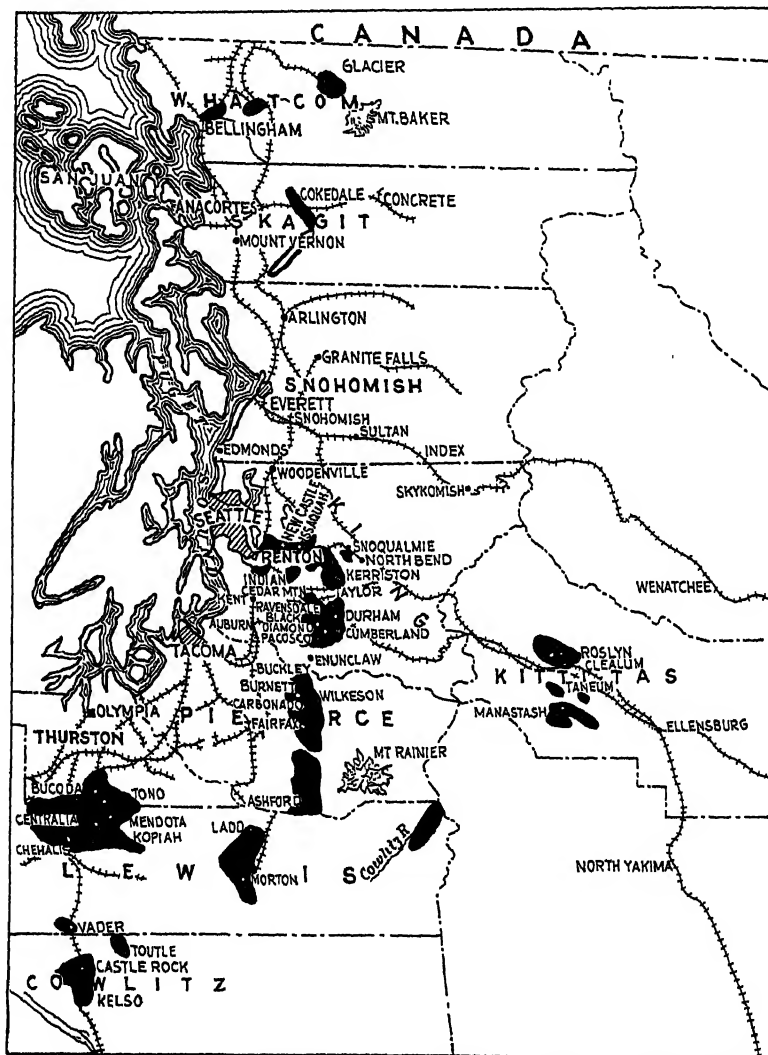 CANADA
GLACIER
WHATCOM
MT. BAKER
BELLINGHAM
SAN JUAN
COKEDALE
CONCRETE
ANACORTES
SKAGIT
MOUNT VERNON
ARLINGTON
GRANITE FALLS
SNOHOMISH
EVERETT
SNOHOMISH
SULTAN
EDMONDS
INDEX
WOODENVILLE
SKYKOMISH
NEW CASTLE
ISSAQUAH
KING
SEATTLE
SNOQUALMIE
RENTON
NORTH BEND
INDIAN
KERRISTON
WENATCHEE
CEDAR MTN.
TAYLOR
KENT
RAVENSDALE
BLACK
DIAMOND
DURHAM
AUBURN
& PACOSCO
CUMBERLAND
TACOMA
ENUNCLAW
ROSLYN
CLEALUM
BUCKLEY
KITTITAS
BURNETT
WILKESON
TANEUM
CARBONADO
OLYMPIA
PIERCE
MANASTASH
FAIRFAX
ELLENSBURG
THURSTON
MT RAINIER
BUCODA
TONO
ASHFORD
CENTRALIA
MENDOTA
KOPIAH
LADD
CHEHALIS
Cowlitz R
LEWIS
MORTON
NORTH YAKIMA
VADER
TOUTLE
CASTLE ROCK
COWLITZ
KELSO